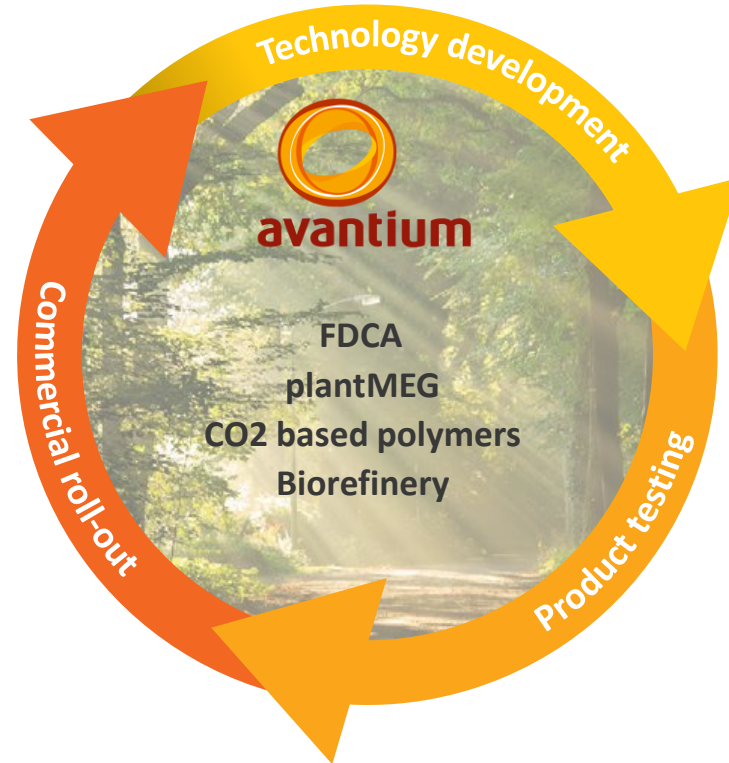 Technology development
avantium
FDCA
plantMEG
CO2 based polymers
Biorefinery
Product testing
Commercial roll-out